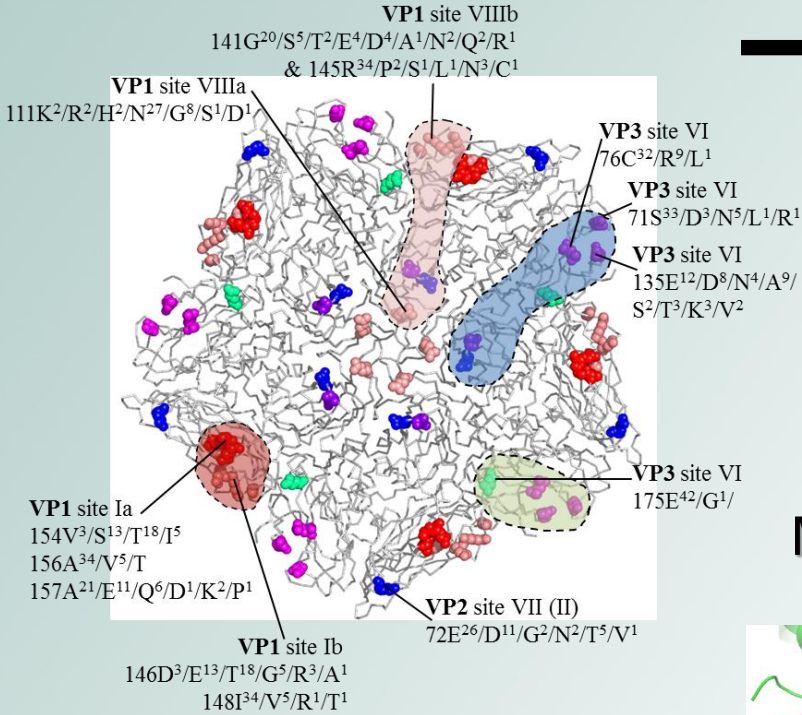 VP1 site VIIIb
141G²⁰/S⁵/T²/E⁴/D⁴/A¹/N²/Q²/R¹
& 145R³⁴/P²/S¹/L¹/N³/C¹
VP1 site VIIIa
111K²/R²/H²/N²⁷/G⁸/S¹/D¹
VP3 site VI
76C³²/R⁹/L¹
VP3 site VI
71S³³/D³/N⁵/L¹/R¹
VP3 site VI
135E¹²/D⁸/N⁴/A⁹/
S²/T³/K³/V²
VP3 site VI
175E⁴²/G¹/
VP1 site Ia
154V³/S¹³/T¹⁸/I⁵
156A³⁴/V⁵/T
157A²¹/E¹¹/Q⁶/D¹/K²/P¹
VP2 site VII (II)
72E²⁶/D¹¹/G²/N²/T⁵/V¹
VP1 site Ib
146D³/E¹³/T¹⁸/G⁵/R³/A¹
148I³⁴/V⁵/R¹/T¹